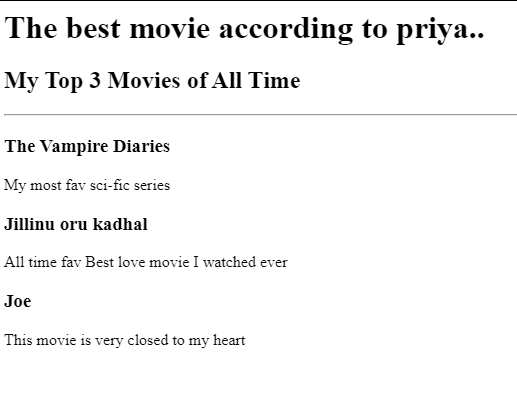 The best movie according to priya..
My Top 3 Movies of All Time
The Vampire Diaries
My most fav sci-fic series
Jillinu oru kadhal
All time fav Best love movie I watched ever
Joe
This movie is very closed to my heart